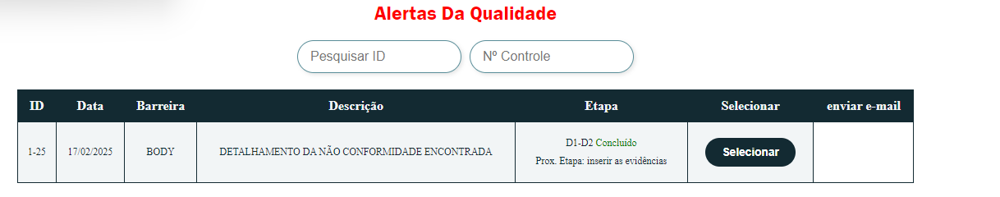 Alertas Da Qualidade
Pesquisar ID Nº Controle
ID Data Barreira Descrição Etapa Selecionar enviar e-mail
1-25 17/02/2025 BODY DETALHAMENTO DA NÃO CONFORMIDADE ENCONTRADA D1-D2 Concluído Selecionar
Prox. Etapa: inserir as evidências